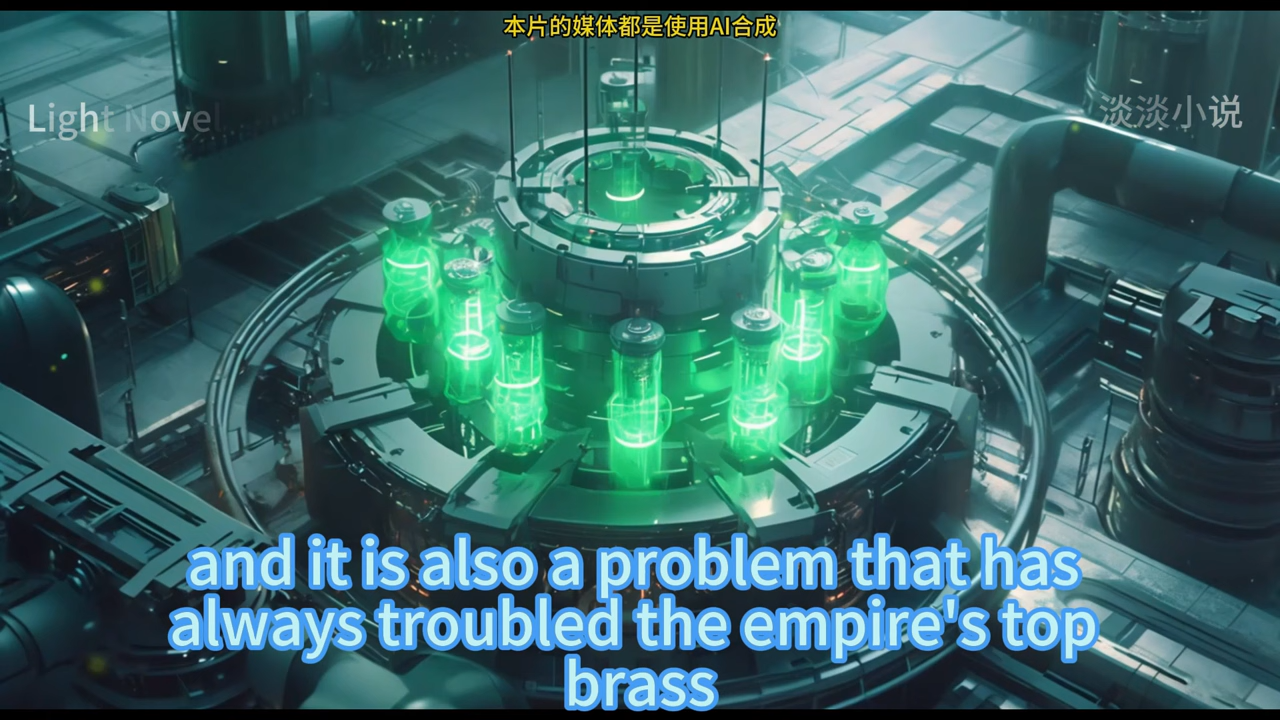 本片的媒体都是使用AI合成
Light Novel
淡淡小说
and it is also a problem that has
always troubled the empire's top
brass